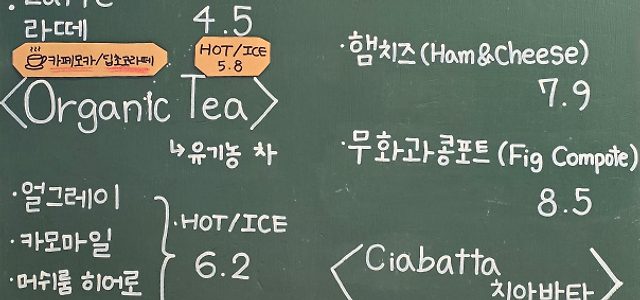 라떼 4.5
카페모카/딥초코라떼 HOT/ICE 5.8
<Organic Tea>
↳유기농 차
·얼그레이
·카모마일
·머쉬룸 히어로
·HOT/ICE
6.2
·햄치즈(Ham&Cheese)
7.9
·무화과콩포트(Fig Compote)
8.5
<Ciabatta
치아바타>